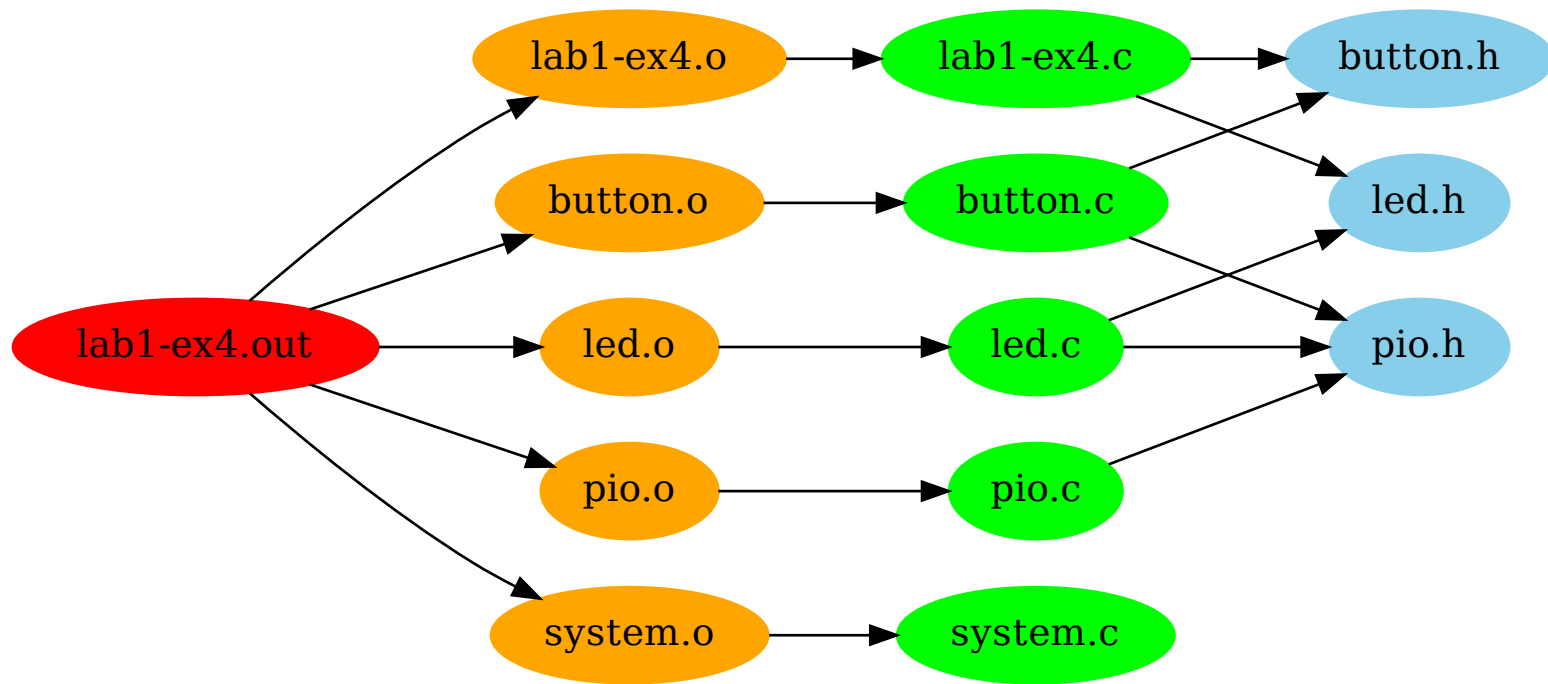 lab1-ex4.o
lab1-ex4.c
button.h
button.o
button.c
led.h
lab1-ex4.out
led.o
led.c
pio.h
pio.o
pio.c
system.o
system.c